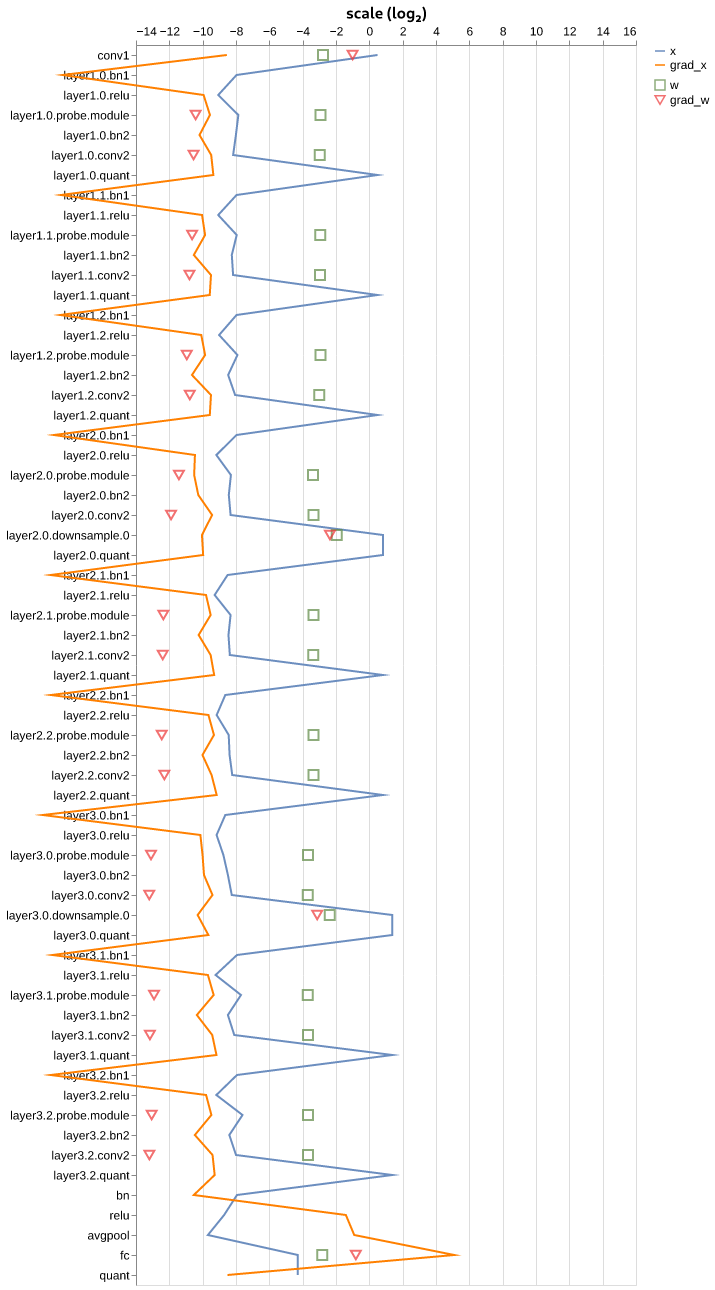 scale (log₂)
−14 −12 −10 −8 −6 −4 −2 0 2 4 6 8 10 12 14 16
x
grad_x
w
grad_w
conv1
layer1.0.bn1
layer1.0.relu
layer1.0.probe.module
layer1.0.bn2
layer1.0.conv2
layer1.0.quant
layer1.1.bn1
layer1.1.relu
layer1.1.probe.module
layer1.1.bn2
layer1.1.conv2
layer1.1.quant
layer1.2.bn1
layer1.2.relu
layer1.2.probe.module
layer1.2.bn2
layer1.2.conv2
layer1.2.quant
layer2.0.bn1
layer2.0.relu
layer2.0.probe.module
layer2.0.bn2
layer2.0.conv2
layer2.0.downsample.0
layer2.0.quant
layer2.1.bn1
layer2.1.relu
layer2.1.probe.module
layer2.1.bn2
layer2.1.conv2
layer2.1.quant
layer2.2.bn1
layer2.2.relu
layer2.2.probe.module
layer2.2.bn2
layer2.2.conv2
layer2.2.quant
layer3.0.bn1
layer3.0.relu
layer3.0.probe.module
layer3.0.bn2
layer3.0.conv2
layer3.0.downsample.0
layer3.0.quant
layer3.1.bn1
layer3.1.relu
layer3.1.probe.module
layer3.1.bn2
layer3.1.conv2
layer3.1.quant
layer3.2.bn1
layer3.2.relu
layer3.2.probe.module
layer3.2.bn2
layer3.2.conv2
layer3.2.quant
bn
relu
avgpool
fc
quant